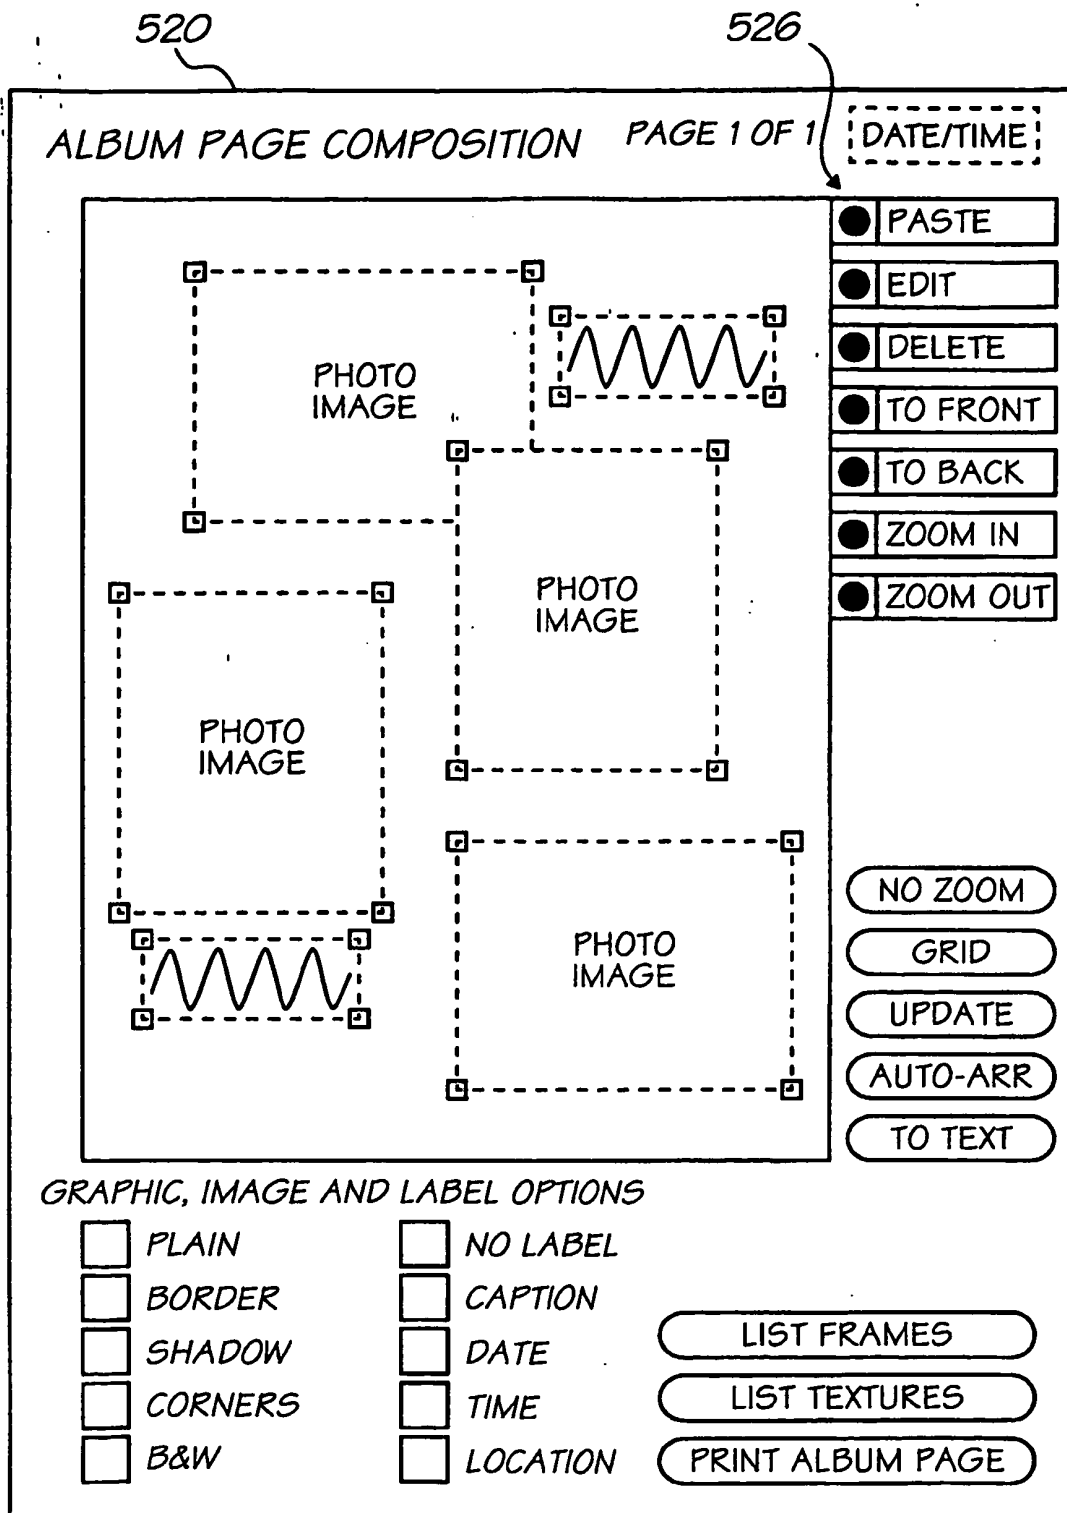 520
526
ALBUM PAGE COMPOSITION
PAGE 1 OF 1
DATE/TIME
PASTE
EDIT
DELETE
TO FRONT
TO BACK
ZOOM IN
ZOOM OUT
PHOTO
IMAGE
PHOTO
IMAGE
PHOTO
IMAGE
PHOTO
IMAGE
NO ZOOM
GRID
UPDATE
AUTO-ARR
TO TEXT
GRAPHIC, IMAGE AND LABEL OPTIONS
PLAIN
BORDER
SHADOW
CORNERS
B&W
NO LABEL
CAPTION
DATE
TIME
LOCATION
LIST FRAMES
LIST TEXTURES
PRINT ALBUM PAGE